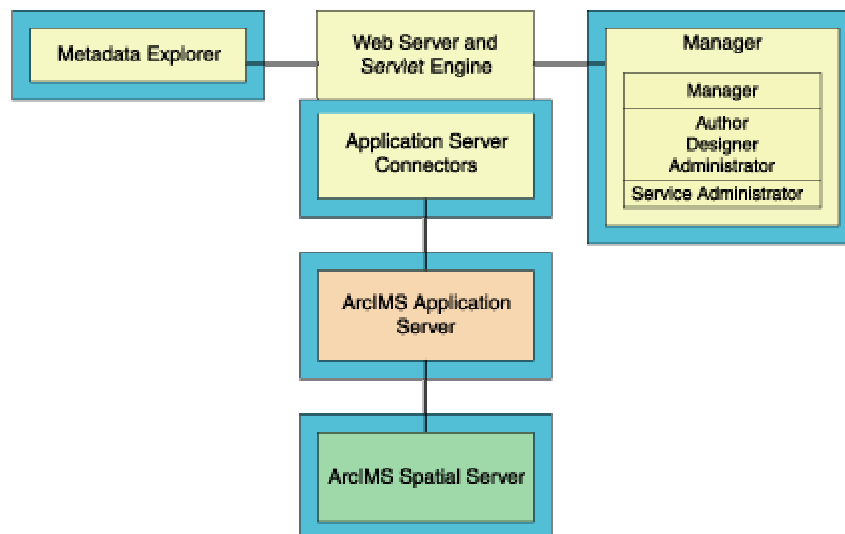 Metadata Explorer
Web Server and
Servlet Engine
Manager
Manager
Author
Designer
Administrator
Service Administrator
Application Server
Connectors
ArcIMS Application
Server
ArcIMS Spatial Server